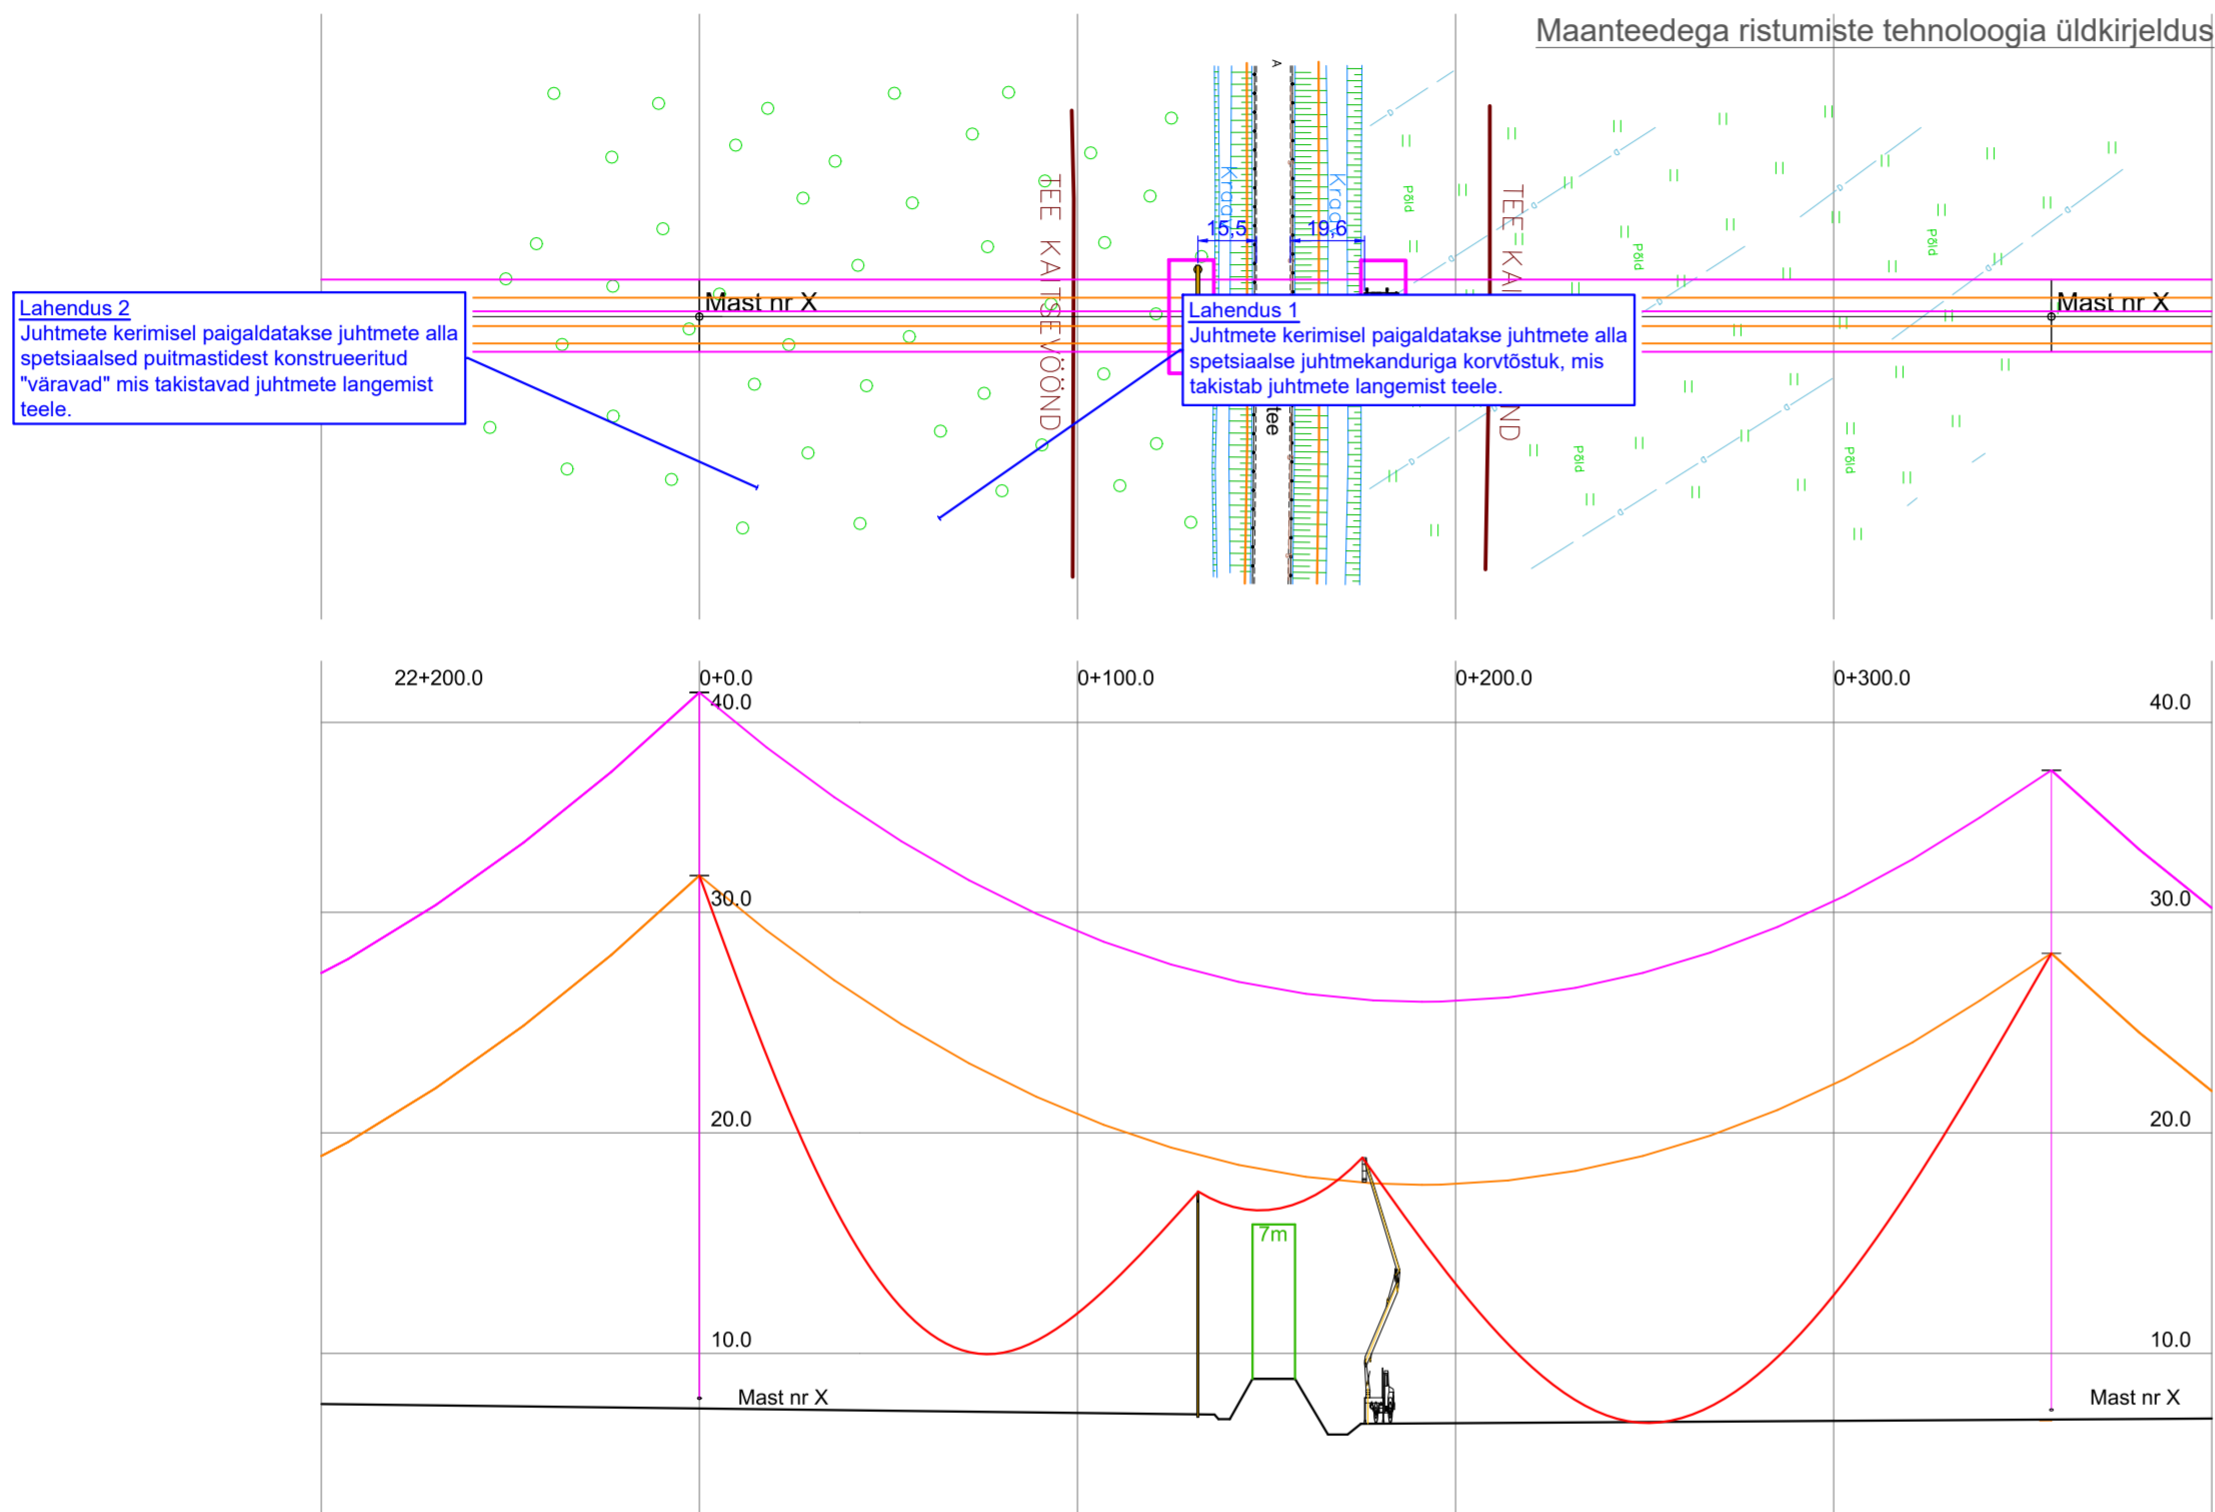 Maanteedega ristumiste tehnoloogia üldkirjeldus
A
Kraav
Kraav
15,5
19,6
TEE KAITSEVÖÖND
Põld
Põld
Põld
Põld
Põld
Mast nr X
Mast nr X
Lahendus 2
Juhtmete kerimisel paigaldatakse juhtmete alla
spetsiaalsed puitmastidest konstrueeritud
"väravad" mis takistavad juhtmete langemist
teele.
Lahendus 1
Juhtmete kerimisel paigaldatakse juhtmete alla
spetsiaalse juhtmekanduriga korvtõstuk, mis
takistab juhtmete langemist teele.
tee
22+200.0
0+0.0
0+100.0
0+200.0
0+300.0
40.0
40.0
30.0
30.0
20.0
20.0
7m
10.0
10.0
Mast nr X
Mast nr X